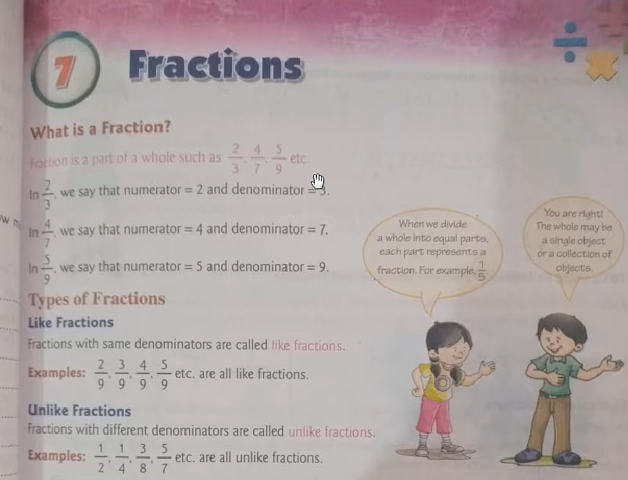 7 Fractions
What is a Fraction?
Fraction is a part of a whole such as 2/3, 4/7, 5/9 etc.
In 2/3, we say that numerator = 2 and denominator = 3.
In 4/7, we say that numerator = 4 and denominator = 7.
In 5/9, we say that numerator = 5 and denominator = 9.
When we divide
a whole into equal parts,
each part represents a
fraction. For example, 1/5.
You are right!
The whole may be
a single object
or a collection of
objects.
Types of Fractions
Like Fractions
Fractions with same denominators are called like fractions.
Examples: 2/9, 3/9, 4/9, 5/9 etc. are all like fractions.
Unlike Fractions
Fractions with different denominators are called unlike fractions.
Examples: 1/2, 1/4, 3/8, 5/7 etc. are all unlike fractions.